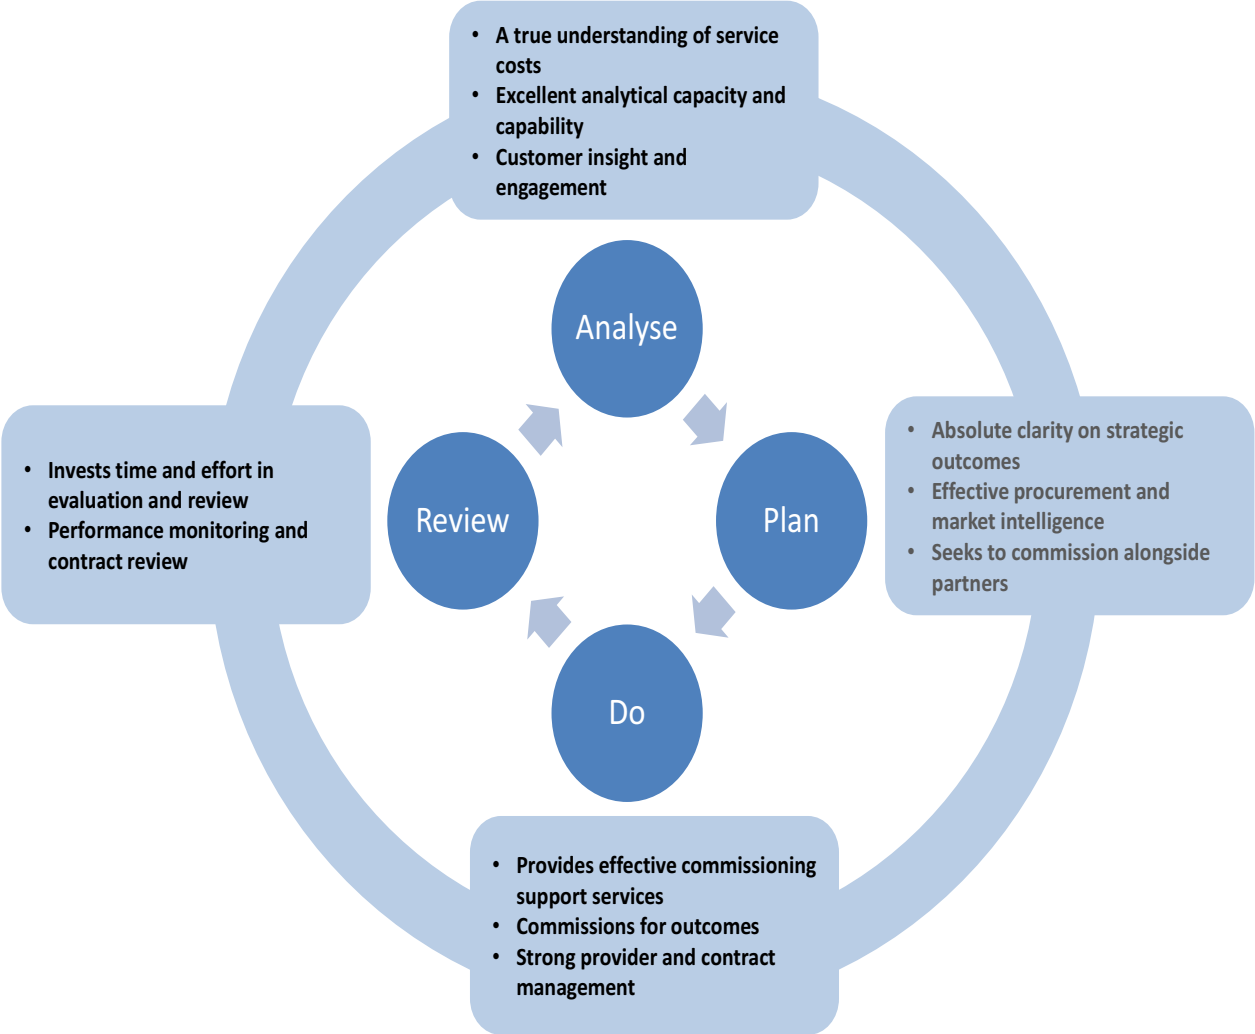 • A true understanding of service
costs
• Excellent analytical capacity and
capability
• Customer insight and
engagement
Analyse
• Absolute clarity on strategic
outcomes
• Effective procurement and
market intelligence
• Seeks to commission alongside
partners
Plan
• Invests time and effort in
evaluation and review
• Performance monitoring and
contract review
Review
Do
• Provides effective commissioning
support services
• Commissions for outcomes
• Strong provider and contract
management